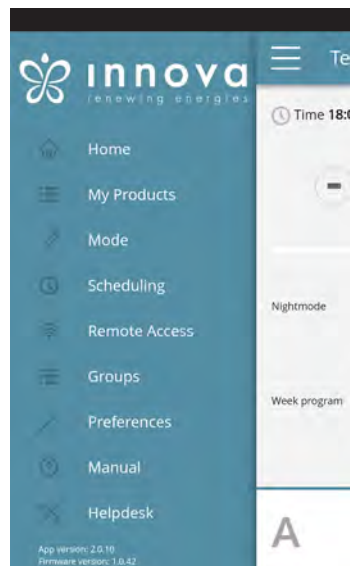 innova
renewing energies
Home
My Products
Mode
Scheduling
Remote Access
Groups
Preferences
Manual
Helpdesk
App version: 2.0.10
Firmware version: 1.0.42
Te
Time 18:0
-
Nightmode
Week program
A